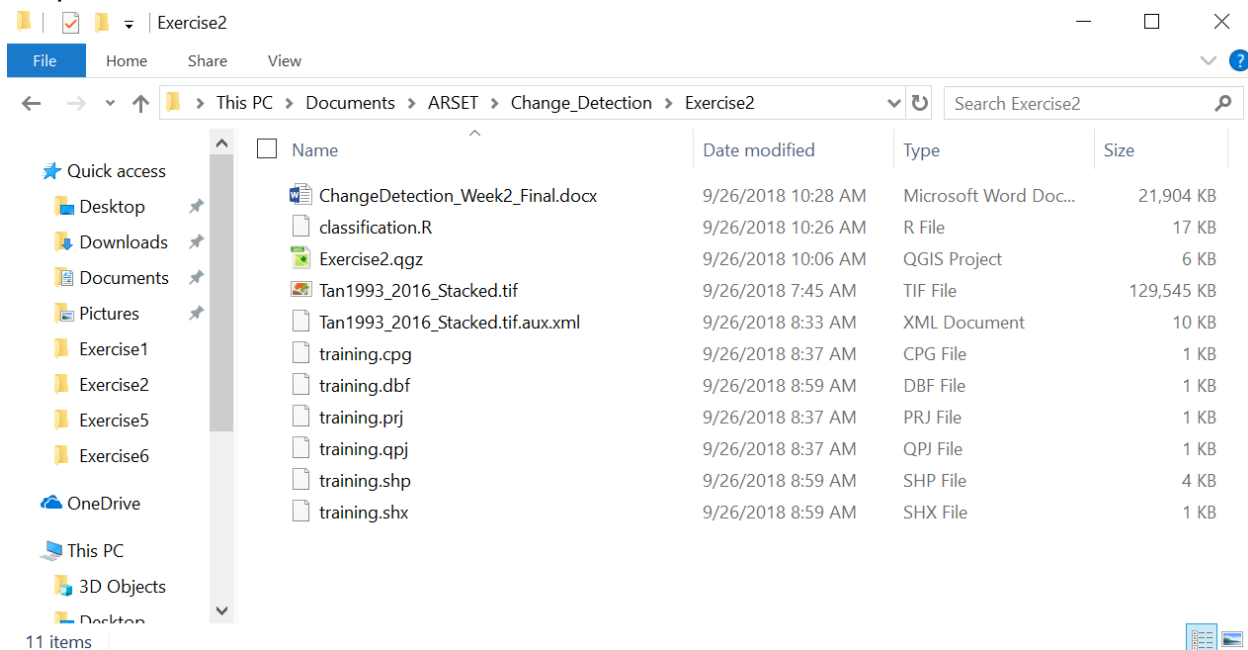 Exercise2
File Home Share View
This PC > Documents > ARSET > Change_Detection > Exercise2
Search Exercise2
Name Date modified Type Size
Quick access
Desktop
Downloads
Documents
Pictures
Exercise1
Exercise2
Exercise5
Exercise6
OneDrive
This PC
3D Objects
Desktop
ChangeDetection_Week2_Final.docx 9/26/2018 10:28 AM Microsoft Word Doc... 21,904 KB
classification.R 9/26/2018 10:26 AM R File 17 KB
Exercise2.qgz 9/26/2018 10:06 AM QGIS Project 6 KB
Tan1993_2016_Stacked.tif 9/26/2018 7:45 AM TIF File 129,545 KB
Tan1993_2016_Stacked.tif.aux.xml 9/26/2018 8:33 AM XML Document 10 KB
training.cpg 9/26/2018 8:37 AM CPG File 1 KB
training.dbf 9/26/2018 8:59 AM DBF File 1 KB
training.prj 9/26/2018 8:37 AM PRJ File 1 KB
training.qpj 9/26/2018 8:37 AM QPJ File 1 KB
training.shp 9/26/2018 8:59 AM SHP File 4 KB
training.shx 9/26/2018 8:59 AM SHX File 1 KB
11 items